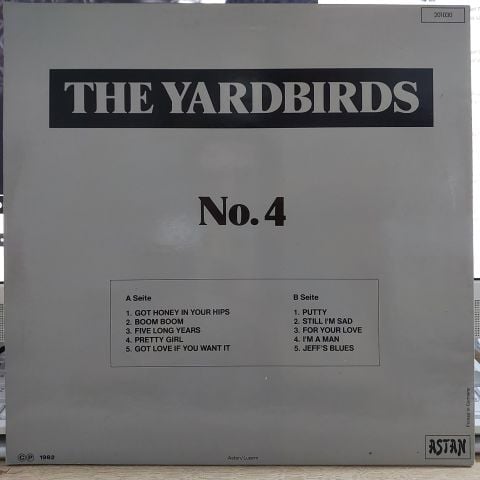 201030
THE YARDBIRDS
No. 4
A Seite
1. GOT HONEY IN YOUR HIPS
2. BOOM BOOM
3. FIVE LONG YEARS
4. PRETTY GIRL
5. GOT LOVE IF YOU WANT IT
B Seite
1. PUTTY
2. STILL I'M SAD
3. FOR YOUR LOVE
4. I'M A MAN
5. JEFF'S BLUES
Printed in Germany
© ℗ 1982
Astan/Luzern
ASTAN